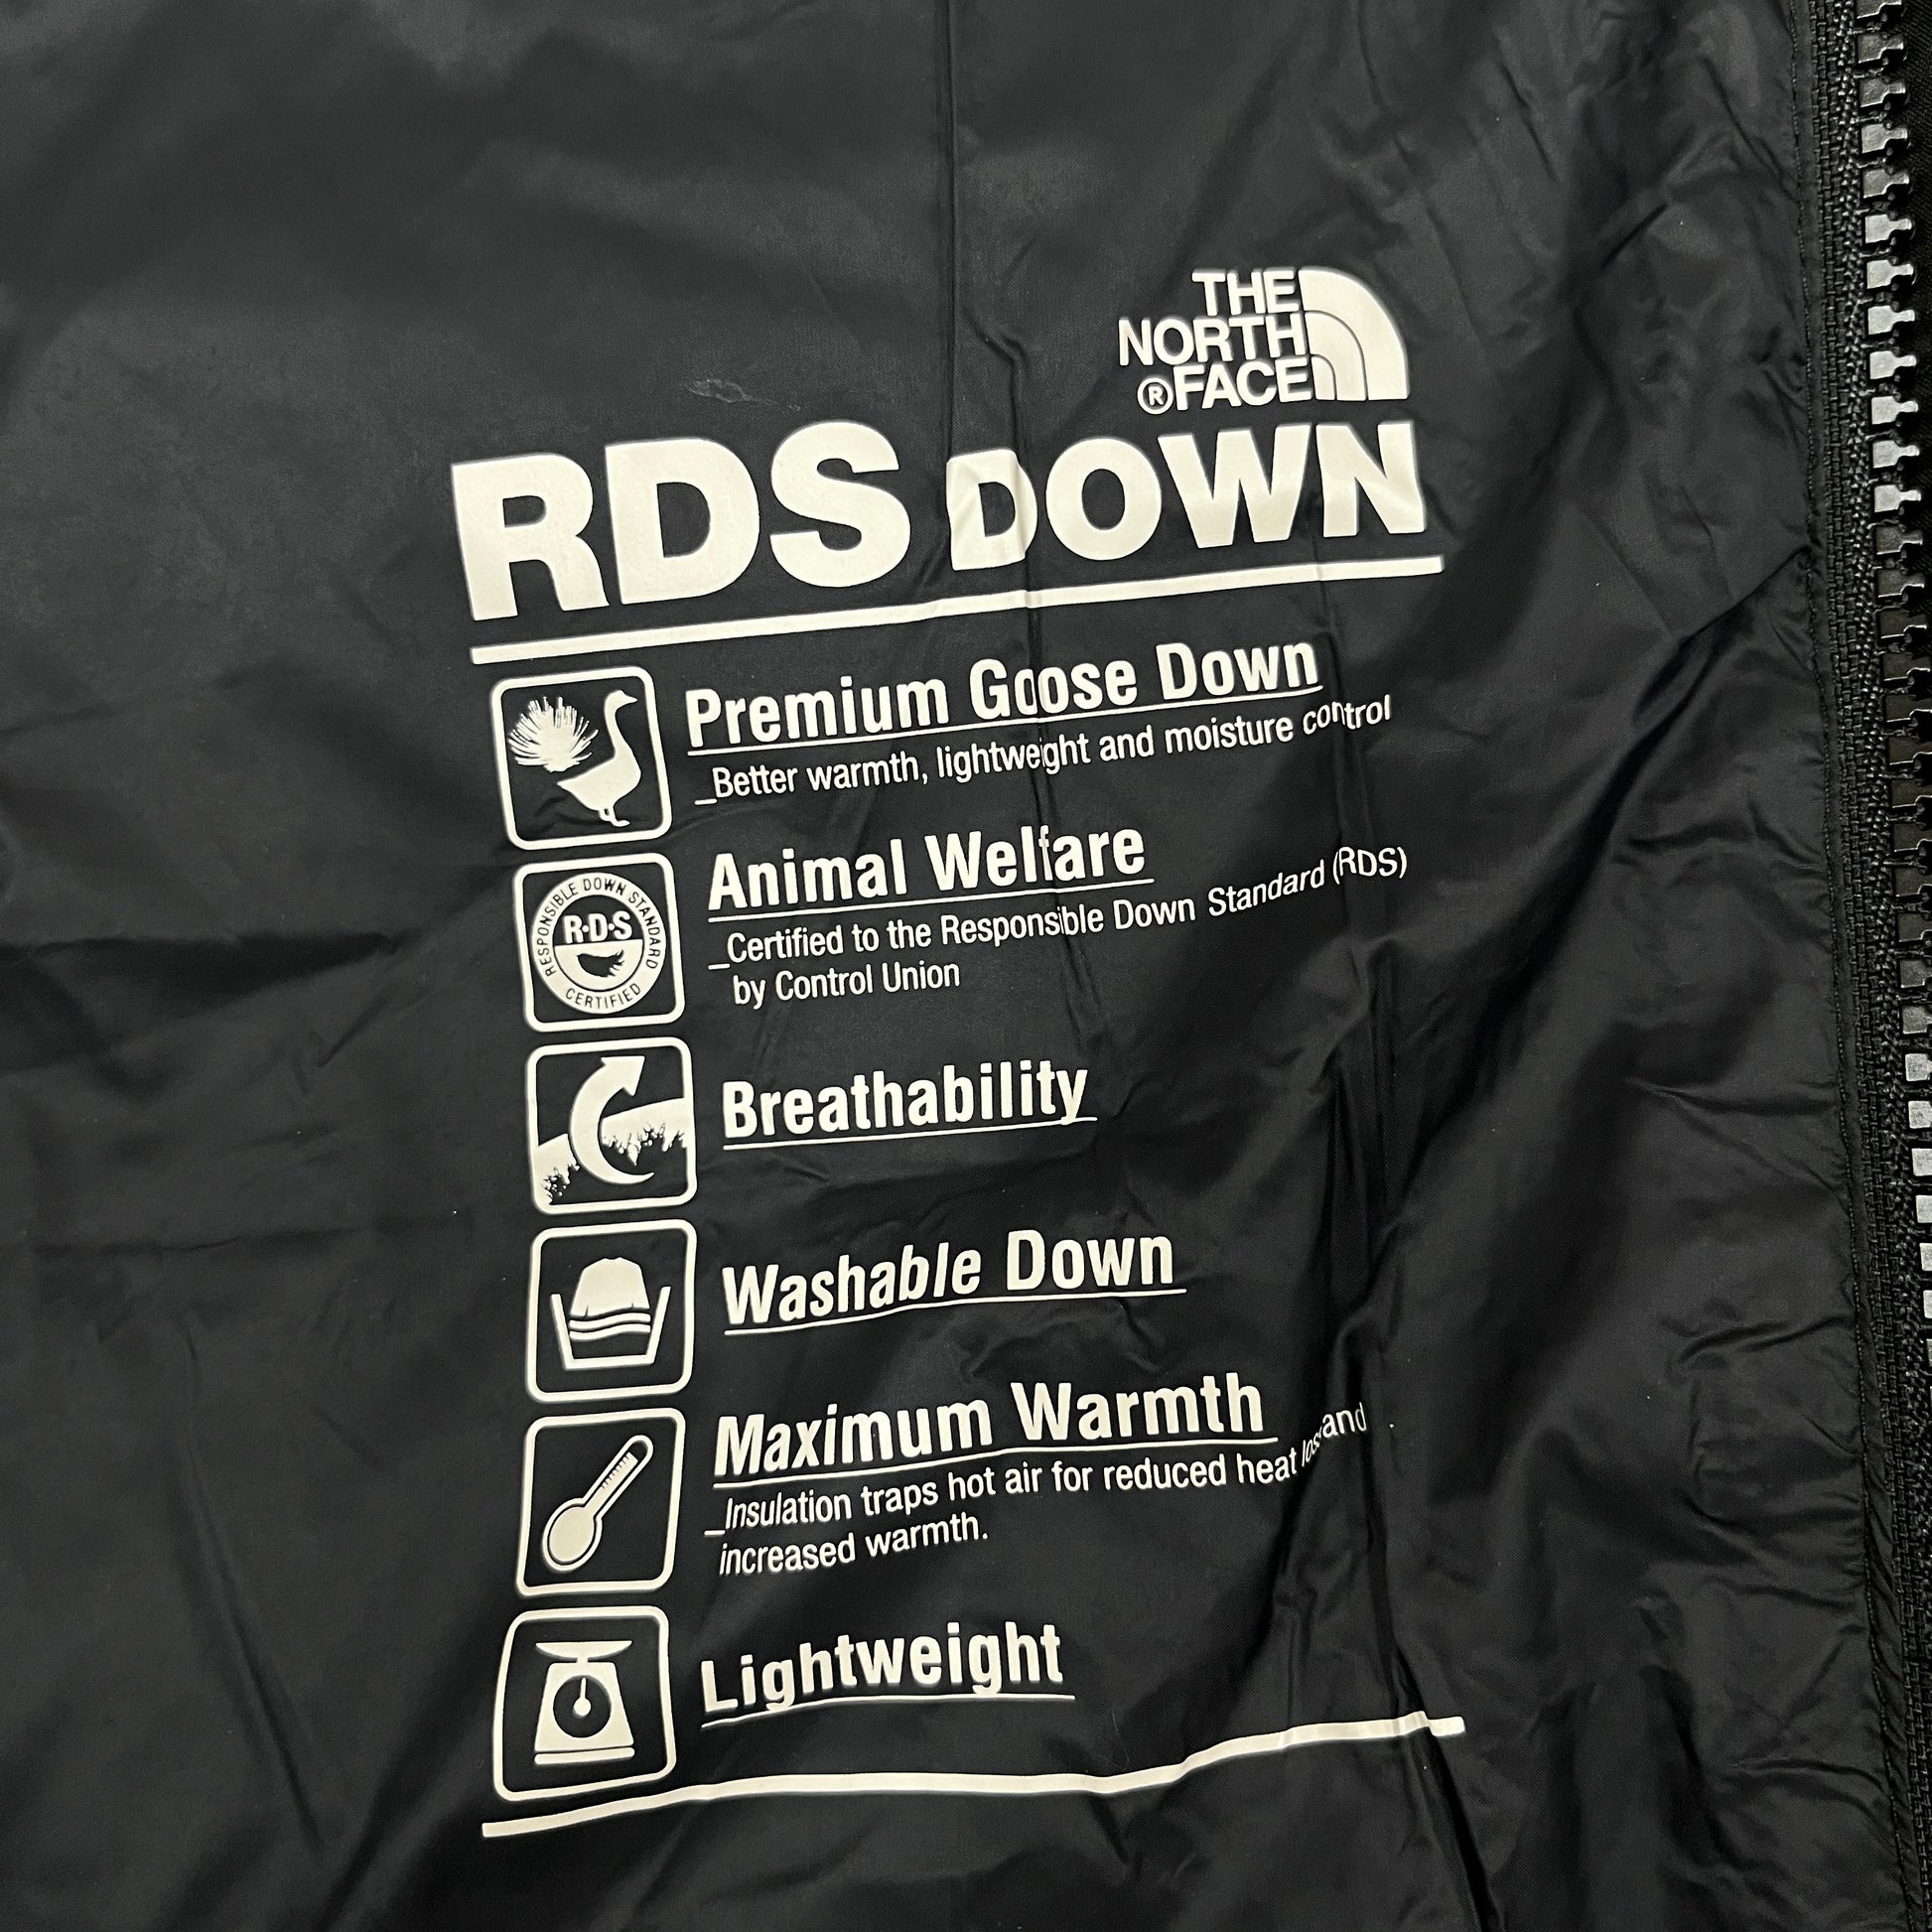 THE
NORTH
®FACE
RDS DOWN
Premium Goose Down
_Better warmth, lightweight and moisture control
Animal Welfare
_Certified to the Responsible Down Standard (RDS)
by Control Union
RESPONSIBLE DOWN STANDARD
R·D·S
CERTIFIED
Breathability
Washable Down
Maximum Warmth
_Insulation traps hot air for reduced heat loss and
increased warmth.
Lightweight